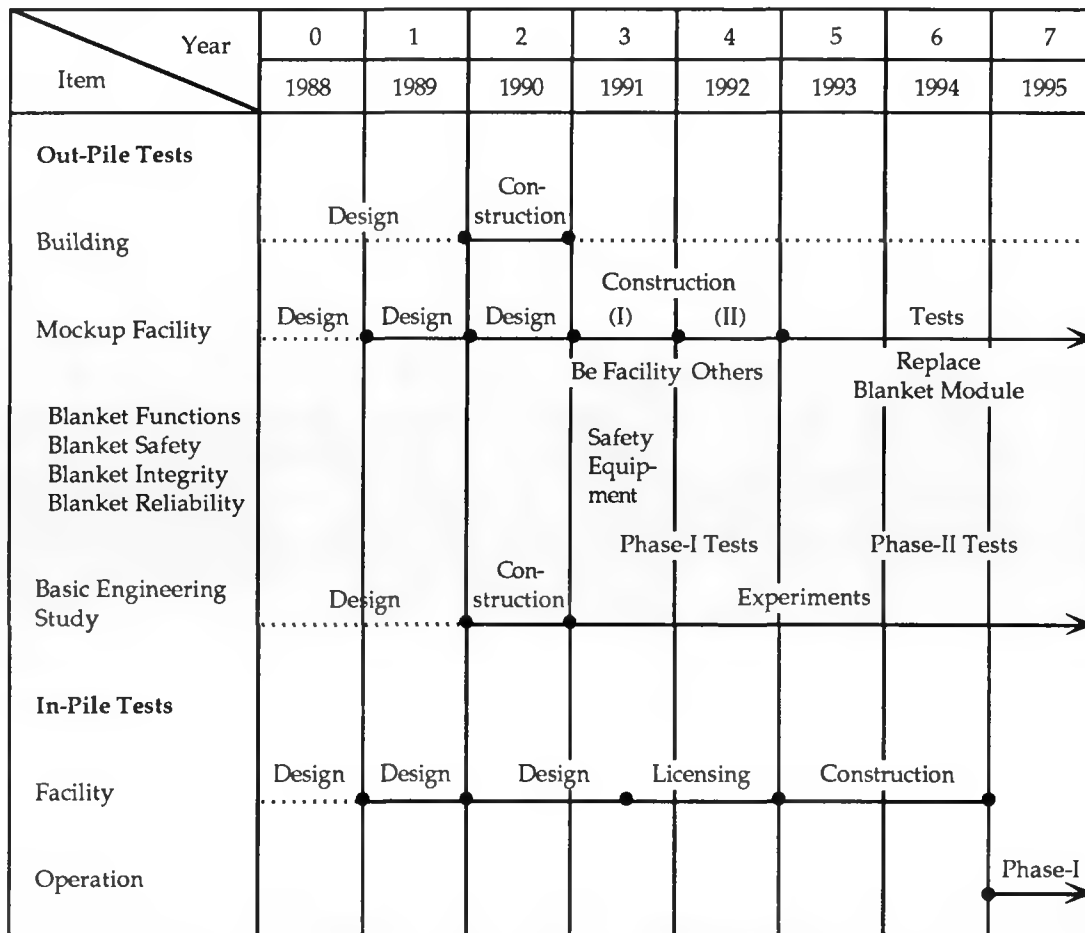 Year 0 1 2 3 4 5 6 7
Item 1988 1989 1990 1991 1992 1993 1994 1995
Out-Pile Tests
Con-
Design struction
Building
Construction
Mockup Facility Design Design Design (I) (II) Tests
Be Facility Others Replace
Blanket Module
Blanket Functions
Blanket Safety Safety
Blanket Integrity Equip-
Blanket Reliability ment
Phase-I Tests Phase-II Tests
Basic Engineering Con-
Study Design struction Experiments
In-Pile Tests
Facility Design Design Design Licensing Construction
Operation Phase-I